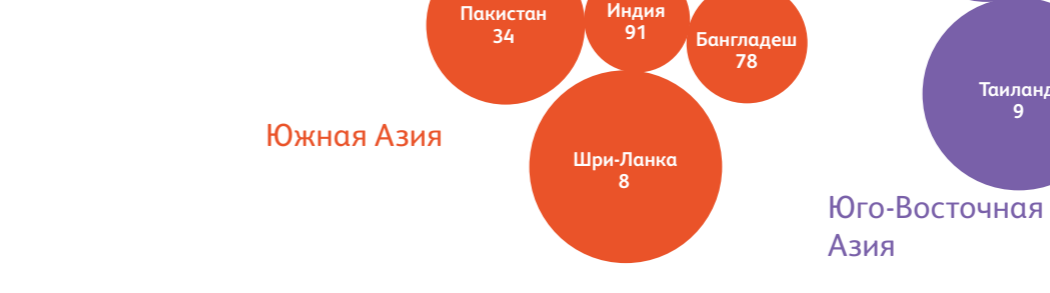 Пакистан
34
Индия
91
Бангладеш
78
Таиланд
9
Южная Азия
Шри-Ланка
8
Юго-Восточная
Азия